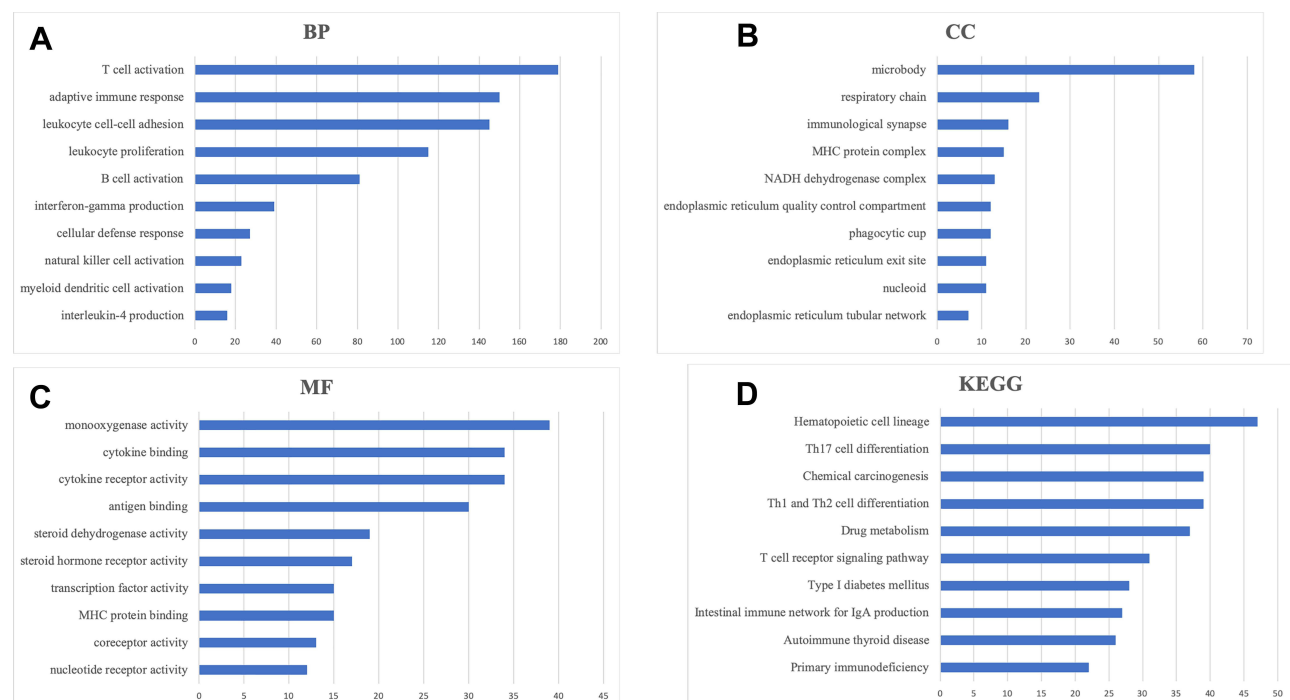 A
BP
T cell activation
adaptive immune response
leukocyte cell-cell adhesion
leukocyte proliferation
B cell activation
interferon-gamma production
cellular defense response
natural killer cell activation
myeloid dendritic cell activation
interleukin-4 production
0 20 40 60 80 100 120 140 160 180 200
B
CC
microbody
respiratory chain
immunological synapse
MHC protein complex
NADH dehydrogenase complex
endoplasmic reticulum quality control compartment
phagocytic cup
endoplasmic reticulum exit site
nucleoid
endoplasmic reticulum tubular network
0 10 20 30 40 50 60 70
C
MF
monooxygenase activity
cytokine binding
cytokine receptor activity
antigen binding
steroid dehydrogenase activity
steroid hormone receptor activity
transcription factor activity
MHC protein binding
coreceptor activity
nucleotide receptor activity
0 5 10 15 20 25 30 35 40 45
D
KEGG
Hematopoietic cell lineage
Th17 cell differentiation
Chemical carcinogenesis
Th1 and Th2 cell differentiation
Drug metabolism
T cell receptor signaling pathway
Type I diabetes mellitus
Intestinal immune network for IgA production
Autoimmune thyroid disease
Primary immunodeficiency
0 5 10 15 20 25 30 35 40 45 50